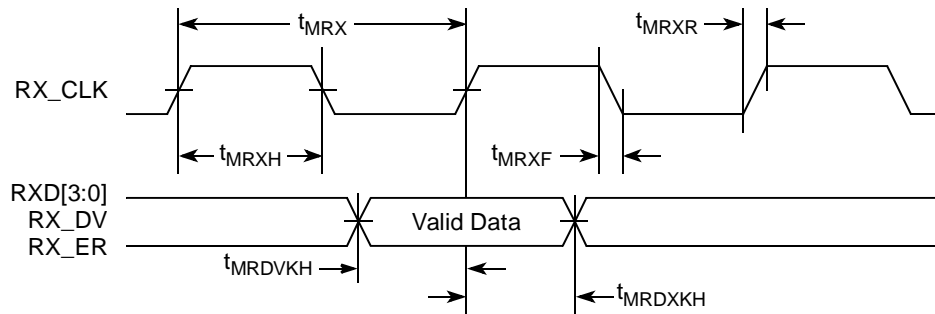 tMRX
tMRXR
RX_CLK
tMRXH
tMRXF
RXD[3:0]
RX_DV
RX_ER
Valid Data
tMRDVKH
tMRDXKH